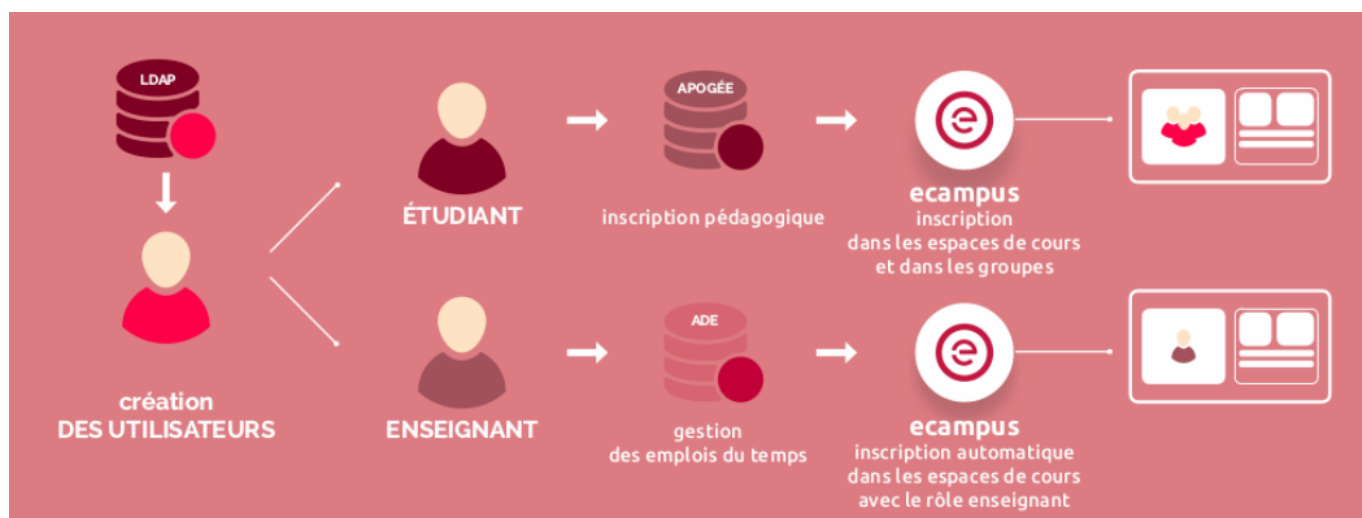 LDAP
création
DES UTILISATEURS
ÉTUDIANT
APOGÉE
inscription pédagogique
e
ecampus
inscription
dans les espaces de cours
et dans les groupes
ENSEIGNANT
ADE
gestion
des emplois du temps
e
ecampus
inscription automatique
dans les espaces de cours
avec le rôle enseignant